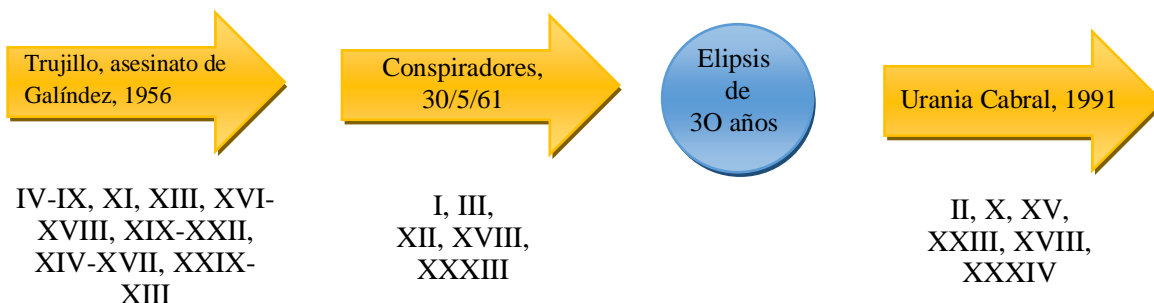 Trujillo, asesinato de
Galíndez, 1956
Conspiradores,
30/5/61
Elipsis
de
3O años
Urania Cabral, 1991
IV-IX, XI, XIII, XVI-
XVIII, XIX-XXII,
XIV-XVII, XXIX-
XIII
I, III,
XII, XVIII,
XXXIII
II, X, XV,
XXIII, XVIII,
XXXIV